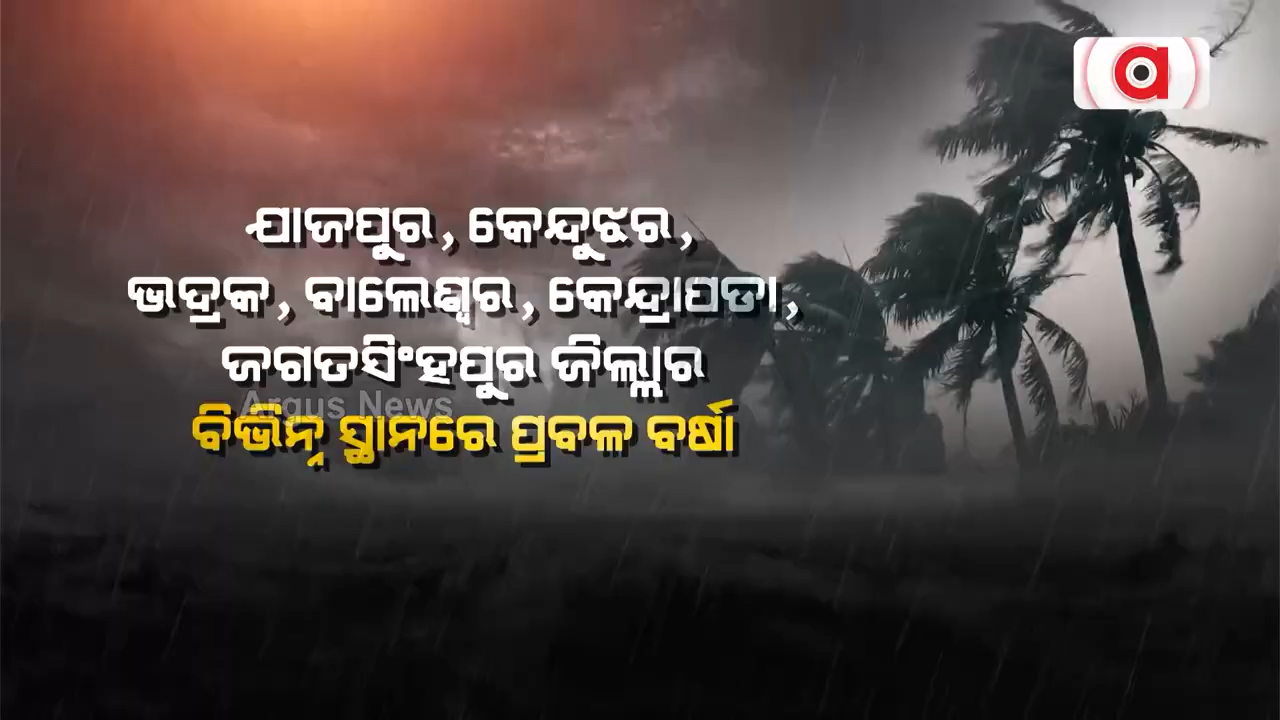 ଯାଜପୁର, କେନ୍ଦୁଝର,
ଭଦ୍ରକ, ବାଲେଶ୍ୱର, କେନ୍ଦ୍ରାପଡା,
ଜଗତସିଂହପୁର ଜିଲ୍ଲାର
Argus News
ବିଭିନ୍ନ ସ୍ଥାନରେ ପ୍ରବଳ ବର୍ଷା